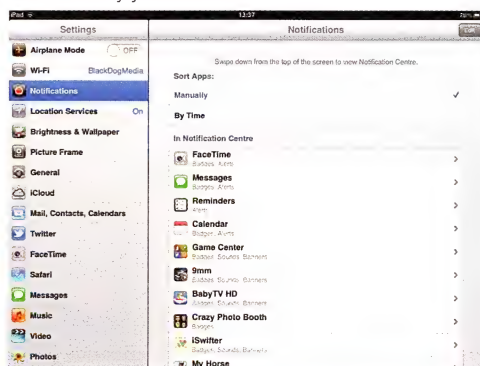 iPad
13:37
Settings
Notifications
Airplane Mode OFF
Wi-Fi BlackDogMedia
Notifications
Location Services On
Brightness & Wallpaper
Picture Frame
General
iCloud
Mail, Contacts, Calendars
Twitter
FaceTime
Safari
Messages
Music
Video
Photos
Swipe down from the top of the screen to view Notification Centre.
Sort Apps:
Manually
By Time
In Notification Centre
FaceTime
Badges, Alerts
Messages
Badges, Alerts
Reminders
Alerts
Calendar
Badges, Alerts
Game Center
Badges, Sounds, Banners
9mm
Badges, Sounds, Banners
BabyTV HD
Badges, Sounds, Banners
Crazy Photo Booth
Badges
iSwifter
Badges, Sounds, Banners
My Horse